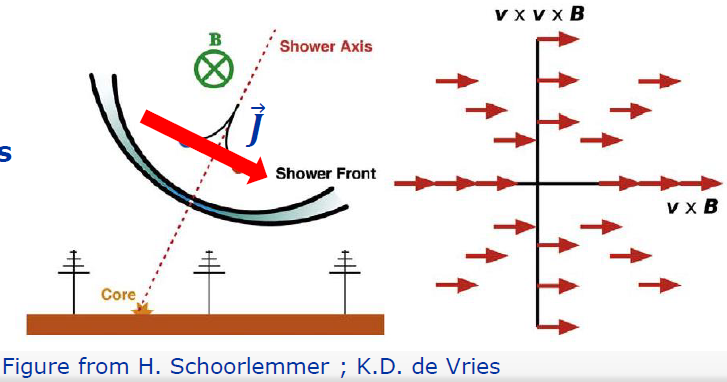 v x v x B
B
Shower Axis
J
s
Shower Front
v x B
Core
Figure from H. Schoorlemmer ; K.D. de Vries